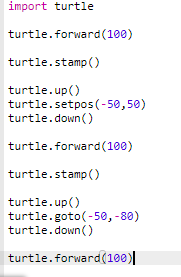 import turtle
turtle.forward(100)
turtle.stamp()
turtle.up()
turtle.setpos(-50,50)
turtle.down()
turtle.forward(100)
turtle.stamp()
turtle.up()
turtle.goto(-50,-80)
turtle.down()
turtle.forward(100)